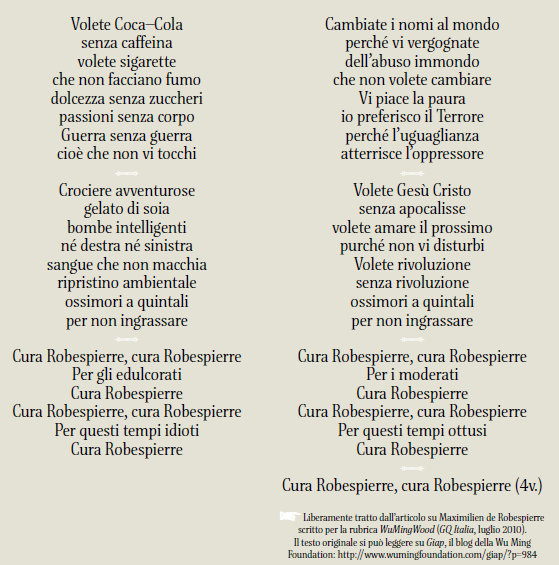 Volete Coca–Cola
senza caffeina
volete sigarette
che non facciano fumo
dolcezza senza zuccheri
passioni senza corpo
Guerra senza guerra
cioè che non vi tocchi
Crociere avventurose
gelato di soia
bombe intelligenti
né destra né sinistra
sangue che non macchia
ripristino ambientale
ossimori a quintali
per non ingrassare
Cura Robespierre, cura Robespierre
Per gli edulcorati
Cura Robespierre
Cura Robespierre, cura Robespierre
Per questi tempi idioti
Cura Robespierre
Cambiate i nomi al mondo
perché vi vergognate
dell’abuso immondo
che non volete cambiare
Vi piace la paura
io preferisco il Terrore
perché l’uguaglianza
atterrisce l’oppressore
Volete Gesù Cristo
senza apocalisse
volete amare il prossimo
purché non vi disturbi
Volete rivoluzione
senza rivoluzione
ossimori a quintali
per non ingrassare
Cura Robespierre, cura Robespierre
Per i moderati
Cura Robespierre
Cura Robespierre, cura Robespierre
Per questi tempi ottusi
Cura Robespierre
Cura Robespierre, cura Robespierre (4v.)
Liberamente tratto dall’articolo su Maximilien de Robespierre
scritto per la rubrica WuMingWood (GQ Italia, luglio 2010).
Il testo originale si può leggere su Giap, il blog della Wu Ming
Foundation: http://www.wumingfoundation.com/giap/?p=984